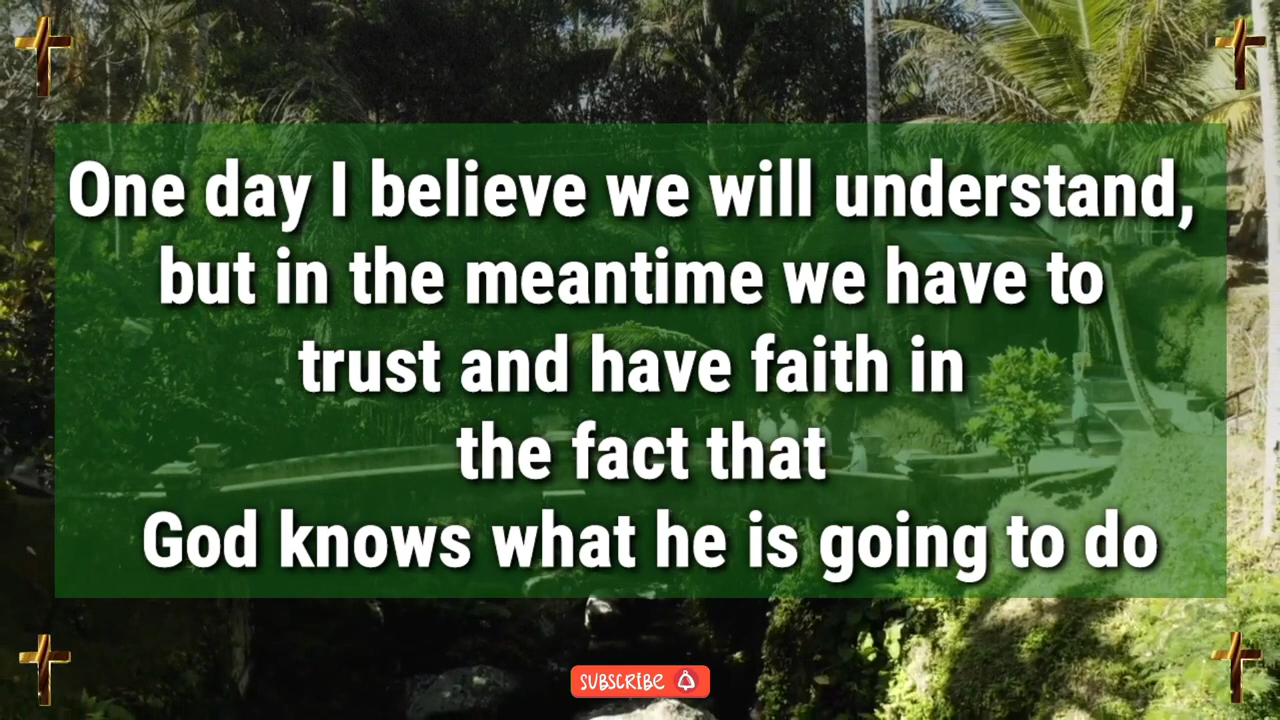 One day I believe we will understand,
but in the meantime we have to
trust and have faith in
the fact that
God knows what he is going to do
SUBSCRIBE